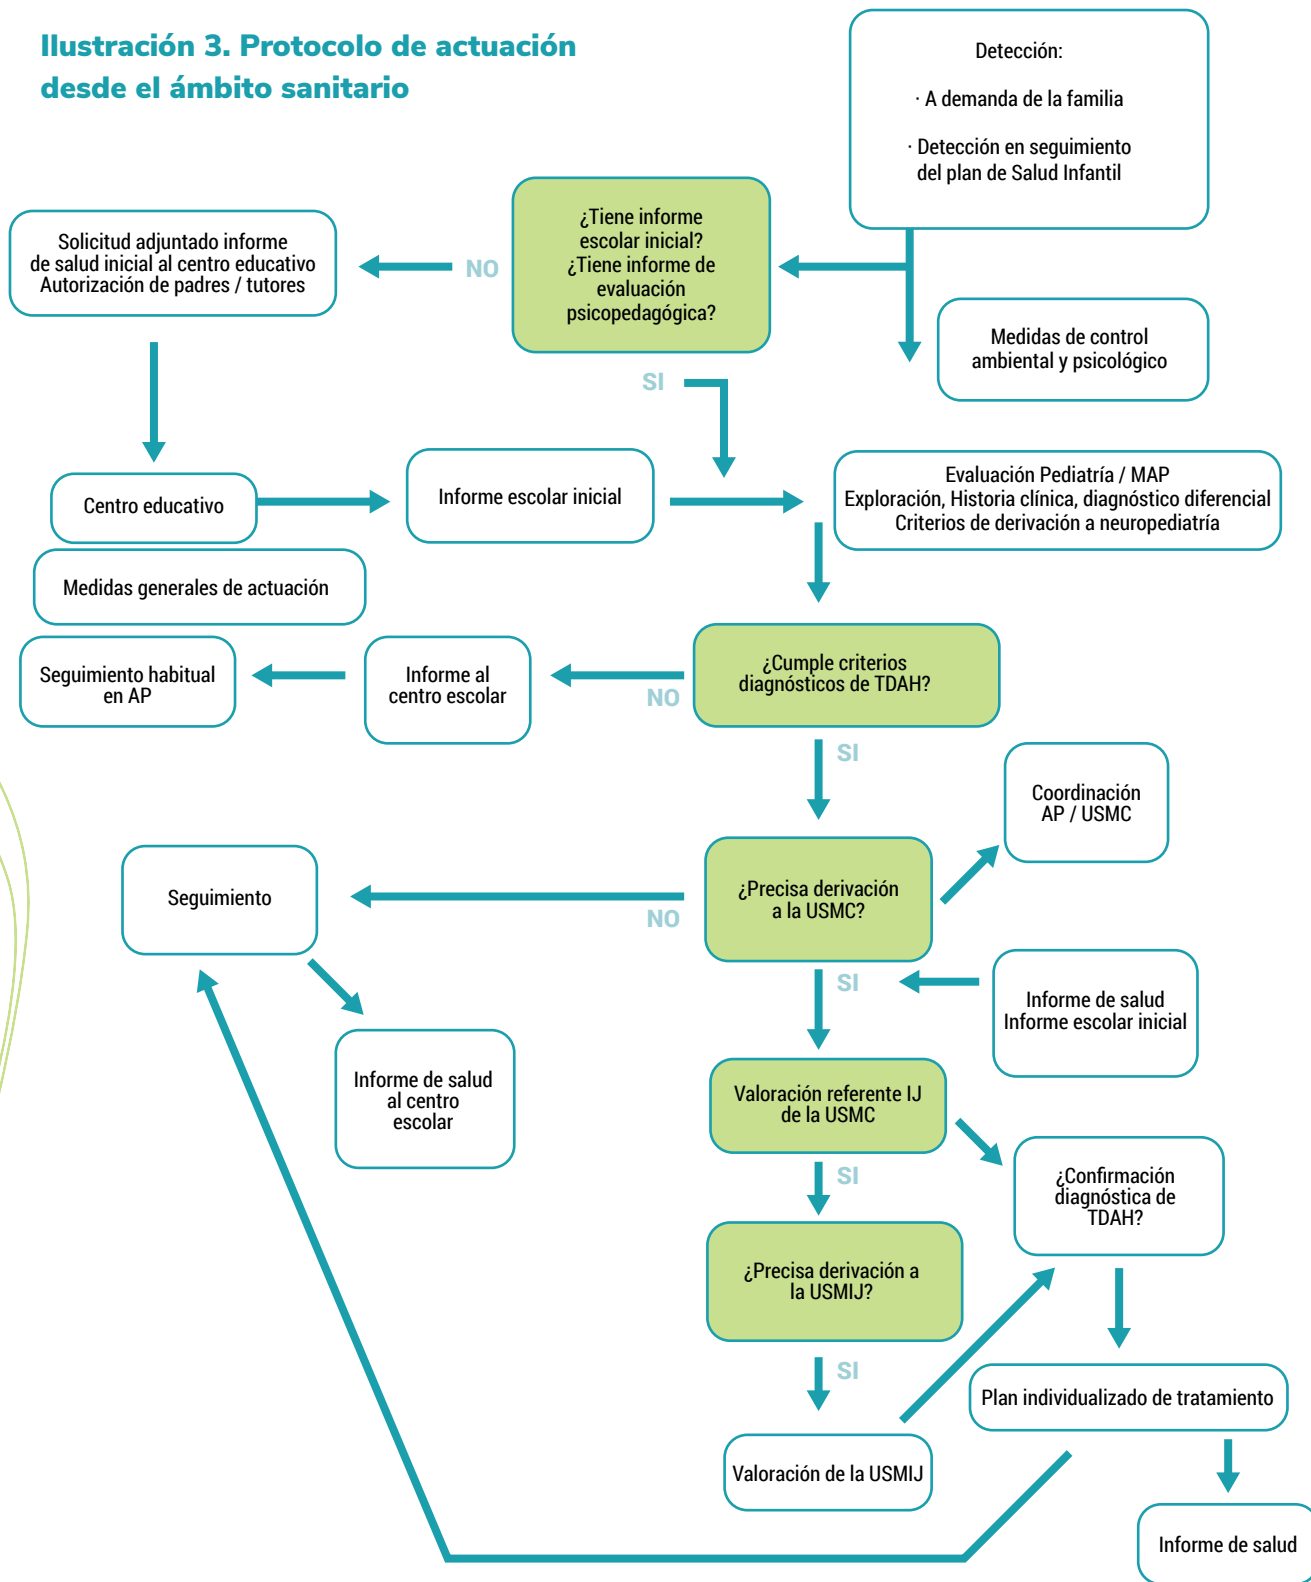 Ilustración 3. Protocolo de actuación
desde el ámbito sanitario
Detección:
· A demanda de la familia
· Detección en seguimiento
del plan de Salud Infantil
¿Tiene informe
escolar inicial?
¿Tiene informe de
evaluación
psicopedagógica?
NO
Solicitud adjuntado informe
de salud inicial al centro educativo
Autorización de padres / tutores
Medidas de control
ambiental y psicológico
SI
Centro educativo
Informe escolar inicial
Evaluación Pediatría / MAP
Exploración, Historia clínica, diagnóstico diferencial
Criterios de derivación a neuropediatría
Medidas generales de actuación
¿Cumple criterios
diagnósticos de TDAH?
NO
Informe al
centro escolar
Seguimiento habitual
en AP
SI
Coordinación
AP / USMC
¿Precisa derivación
a la USMC?
NO
Seguimiento
SI
Informe de salud
Informe escolar inicial
Informe de salud
al centro
escolar
Valoración referente IJ
de la USMC
SI
¿Confirmación
diagnóstica de
TDAH?
¿Precisa derivación a
la USMIJ?
SI
Plan individualizado de tratamiento
Valoración de la USMIJ
Informe de salud